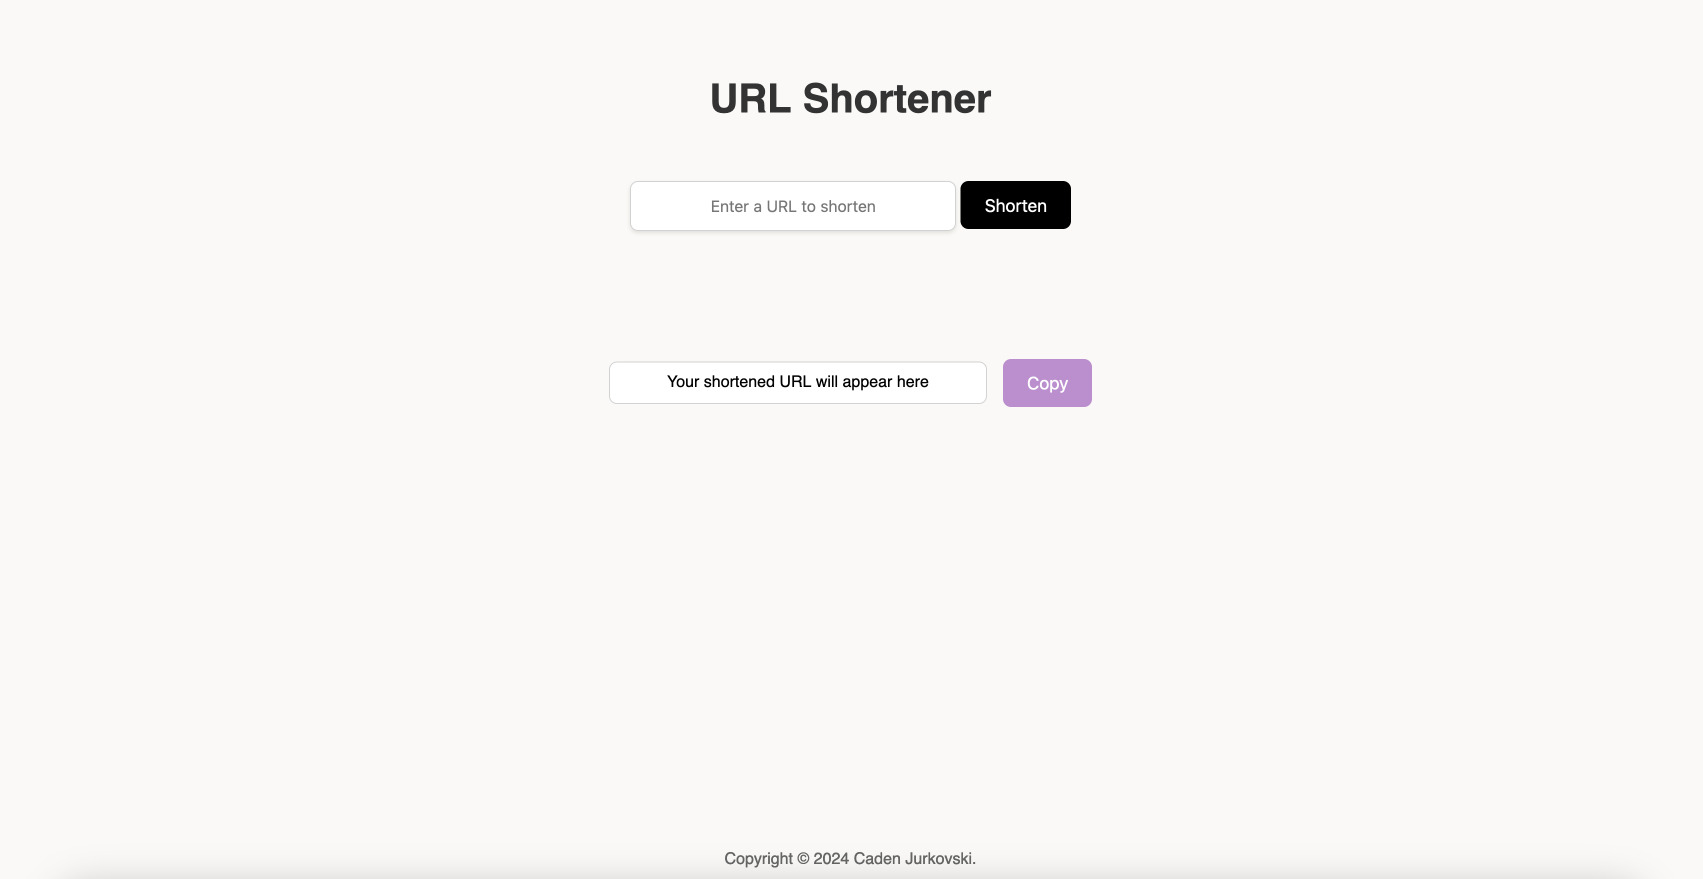 URL Shortener
Enter a URL to shorten
Shorten
Your shortened URL will appear here
Copy
Copyright © 2024 Caden Jurkovski.